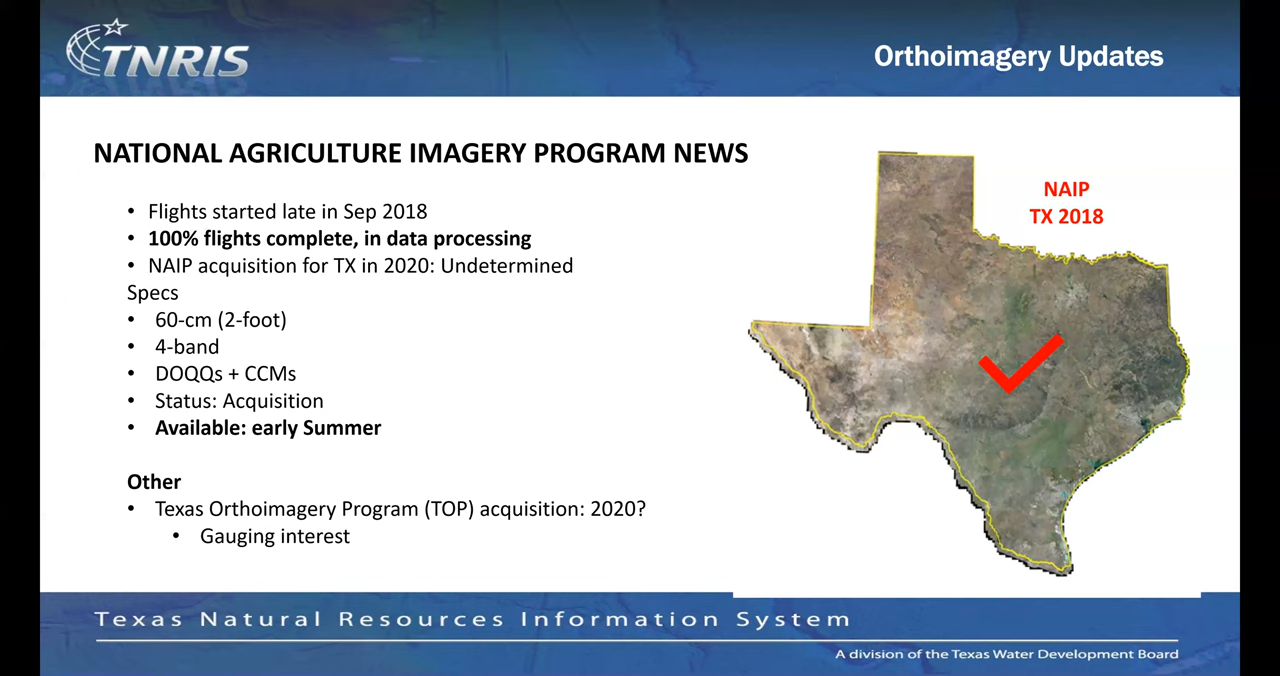 TNRIS
Orthoimagery Updates
NATIONAL AGRICULTURE IMAGERY PROGRAM NEWS
• Flights started late in Sep 2018
• 100% flights complete, in data processing
• NAIP acquisition for TX in 2020: Undetermined
Specs
• 60-cm (2-foot)
• 4-band
• DOQQs + CCMs
• Status: Acquisition
• Available: early Summer
Other
• Texas Orthoimagery Program (TOP) acquisition: 2020?
• Gauging interest
NAIP
TX 2018
Texas Natural Resources Information System
A division of the Texas Water Development Board